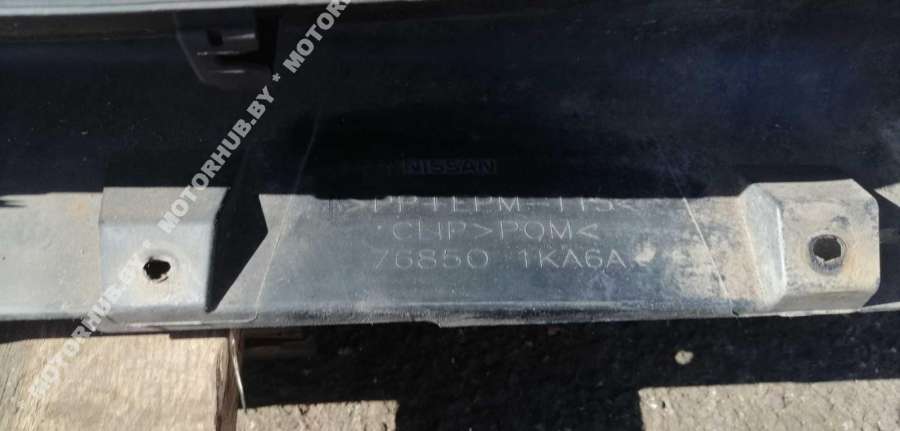 MOTORHUB.BY * MOTORHUB.BY * MOTORHUB.BY
NISSAN
>PP+EPM-T15<
CLIP>POM<
76850 1KA6A